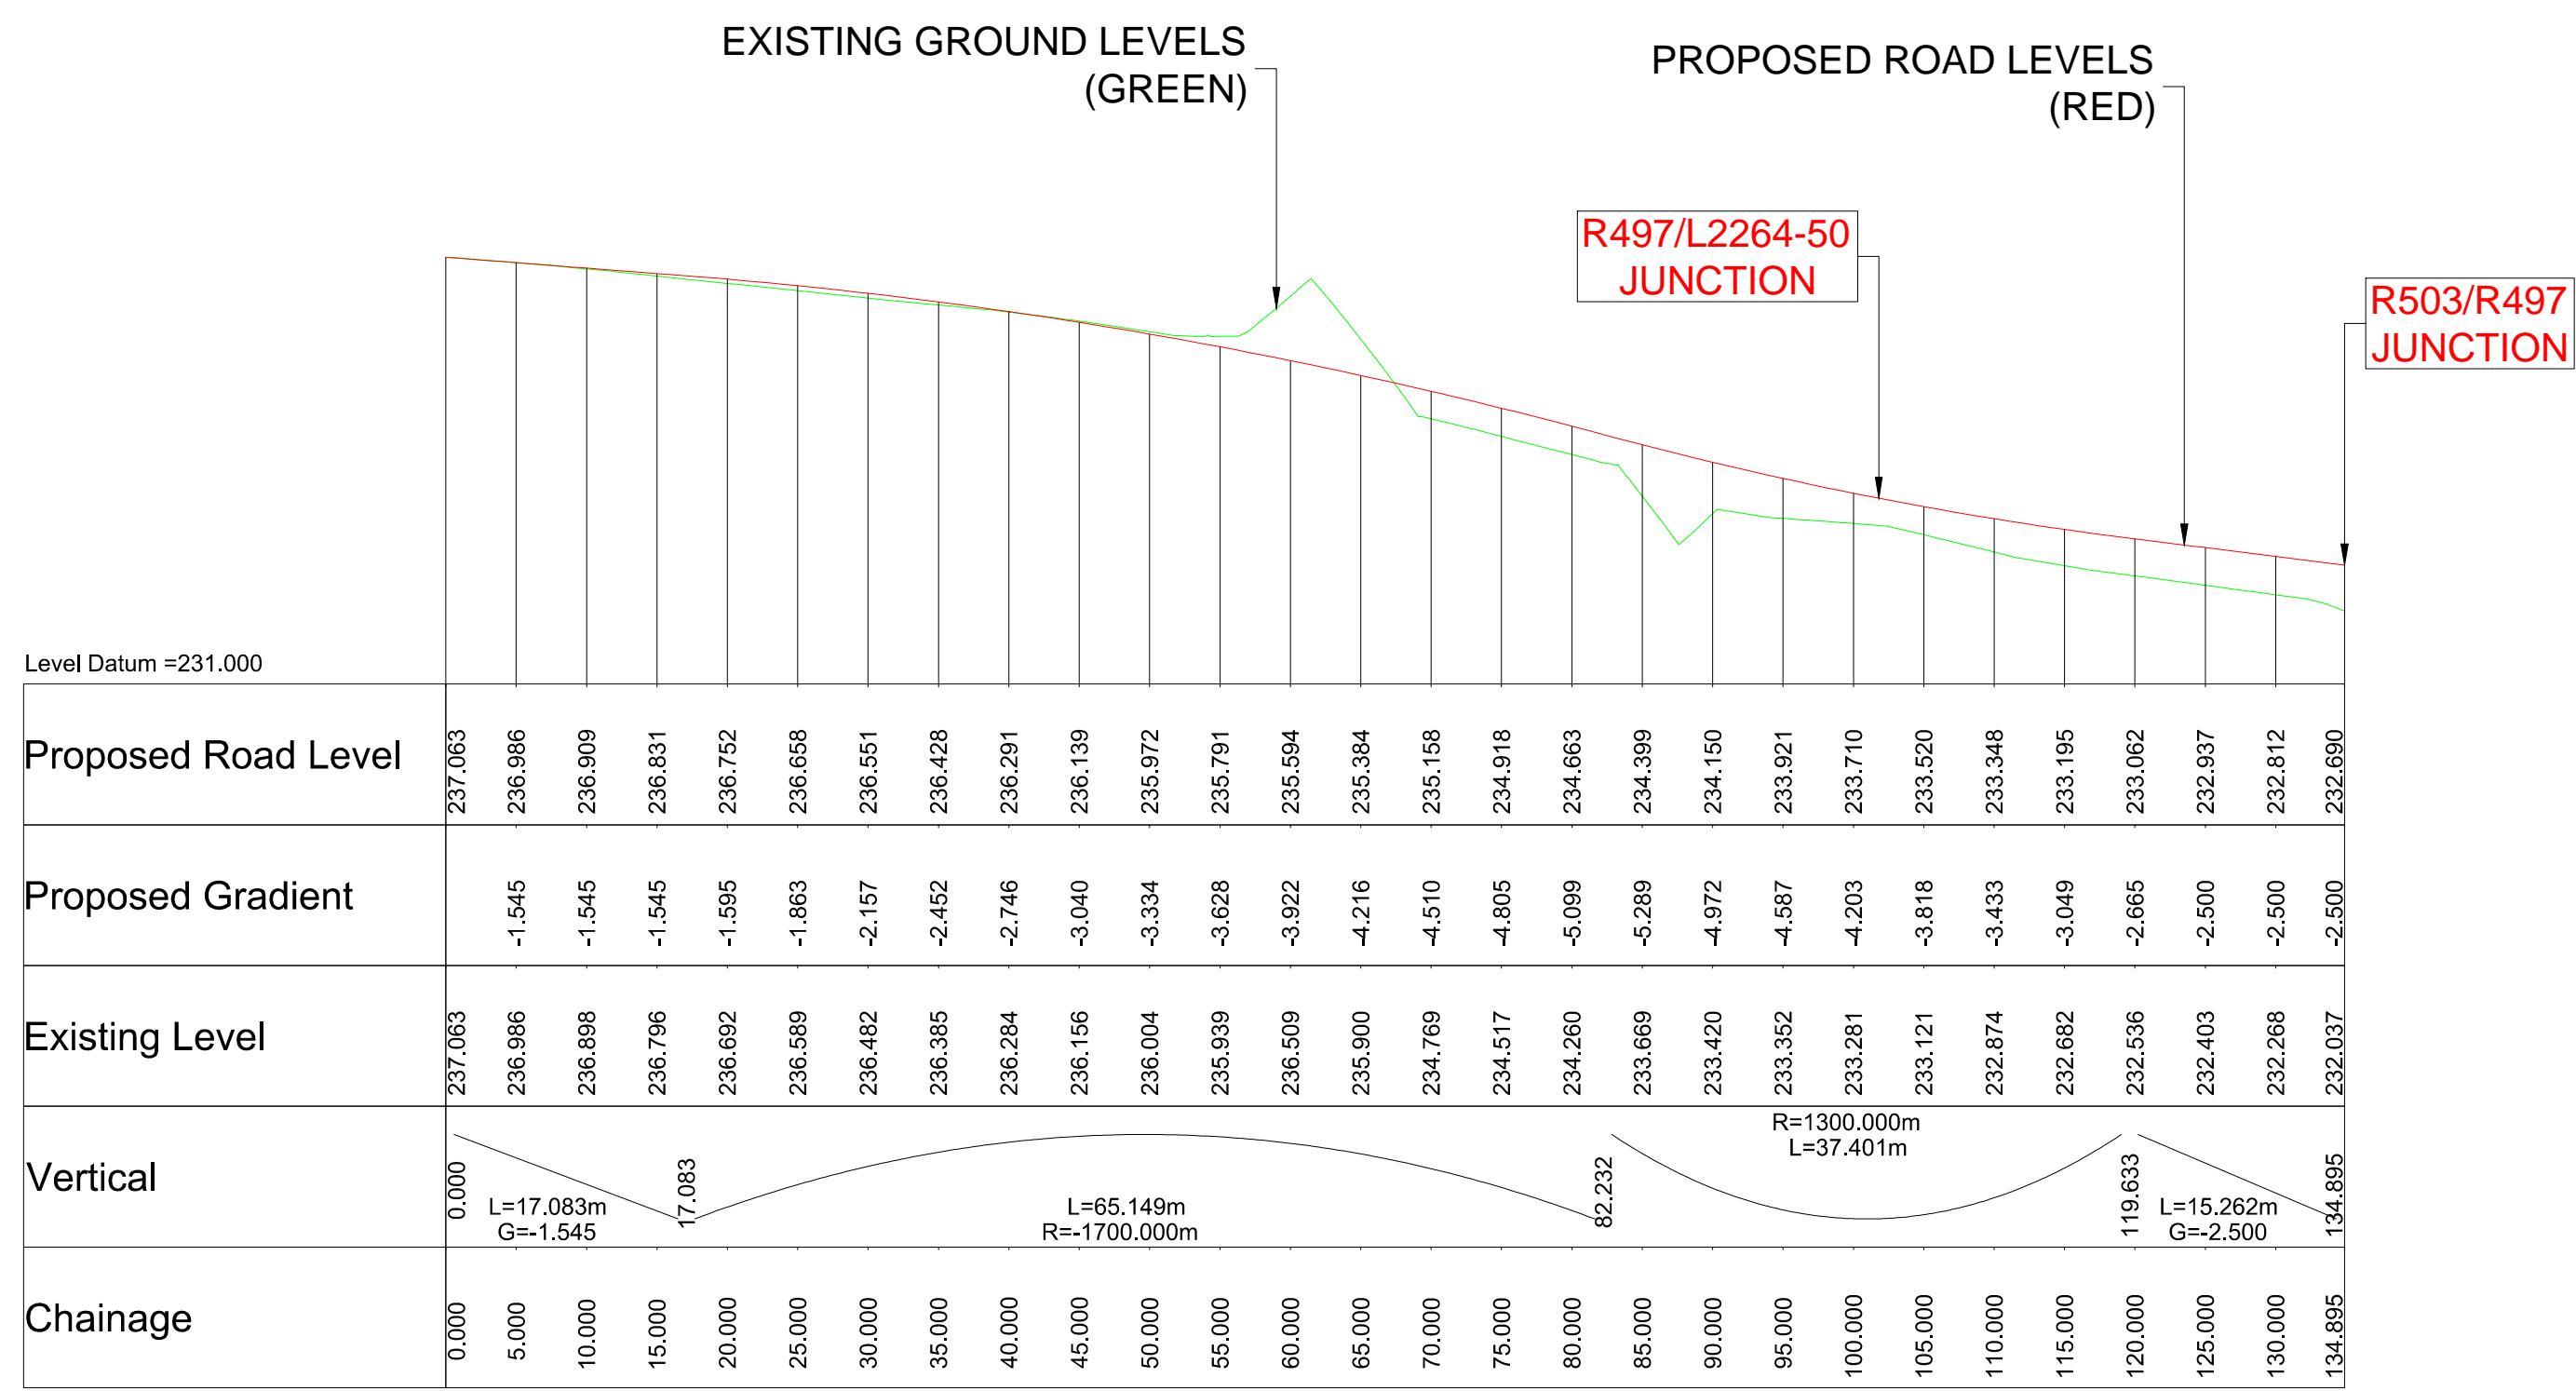 EXISTING GROUND LEVELS
(GREEN)
PROPOSED ROAD LEVELS
(RED)
R497/L2264-50
JUNCTION
R503/R497
JUNCTION
Level Datum =231.000
Proposed Road Level 237.063 236.986 236.909 236.831 236.752 236.658 236.551 236.428 236.291 236.139 235.972 235.791 235.594 235.384 235.158 234.918 234.663 234.399 234.150 233.921 233.710 233.520 233.348 233.195 233.062 232.937 232.812 232.690
Proposed Gradient -1.545 -1.545 -1.545 -1.595 -1.863 -2.157 -2.452 -2.746 -3.040 -3.334 -3.628 -3.922 -4.216 -4.510 -4.805 -5.099 -5.289 -4.972 -4.587 -4.203 -3.818 -3.433 -3.049 -2.665 -2.500 -2.500 -2.500
Existing Level 237.063 236.986 236.898 236.796 236.692 236.589 236.482 236.385 236.284 236.156 236.004 235.939 236.509 235.900 234.769 234.517 234.260 233.669 233.420 233.352 233.281 233.121 232.874 232.682 232.536 232.403 232.268 232.037
Vertical
0.000
L=17.083m
G=-1.545
17.083
L=65.149m
R=-1700.000m
82.232
R=1300.000m
L=37.401m
119.633
L=15.262m
G=-2.500
134.895
Chainage 0.000 5.000 10.000 15.000 20.000 25.000 30.000 35.000 40.000 45.000 50.000 55.000 60.000 65.000 70.000 75.000 80.000 85.000 90.000 95.000 100.000 105.000 110.000 115.000 120.000 125.000 130.000 134.895